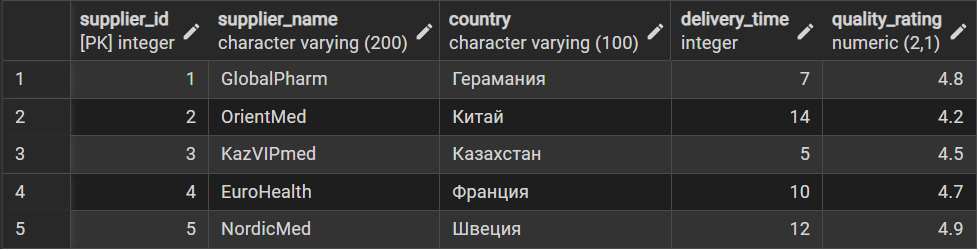 supplier_id supplier_name country delivery_time quality_rating
[PK] integer character varying (200) character varying (100) integer numeric (2,1)
1 1 GlobalPharm Герамания 7 4.8
2 2 OrientMed Китай 14 4.2
3 3 KazVIPmed Казахстан 5 4.5
4 4 EuroHealth Франция 10 4.7
5 5 NordicMed Швеция 12 4.9